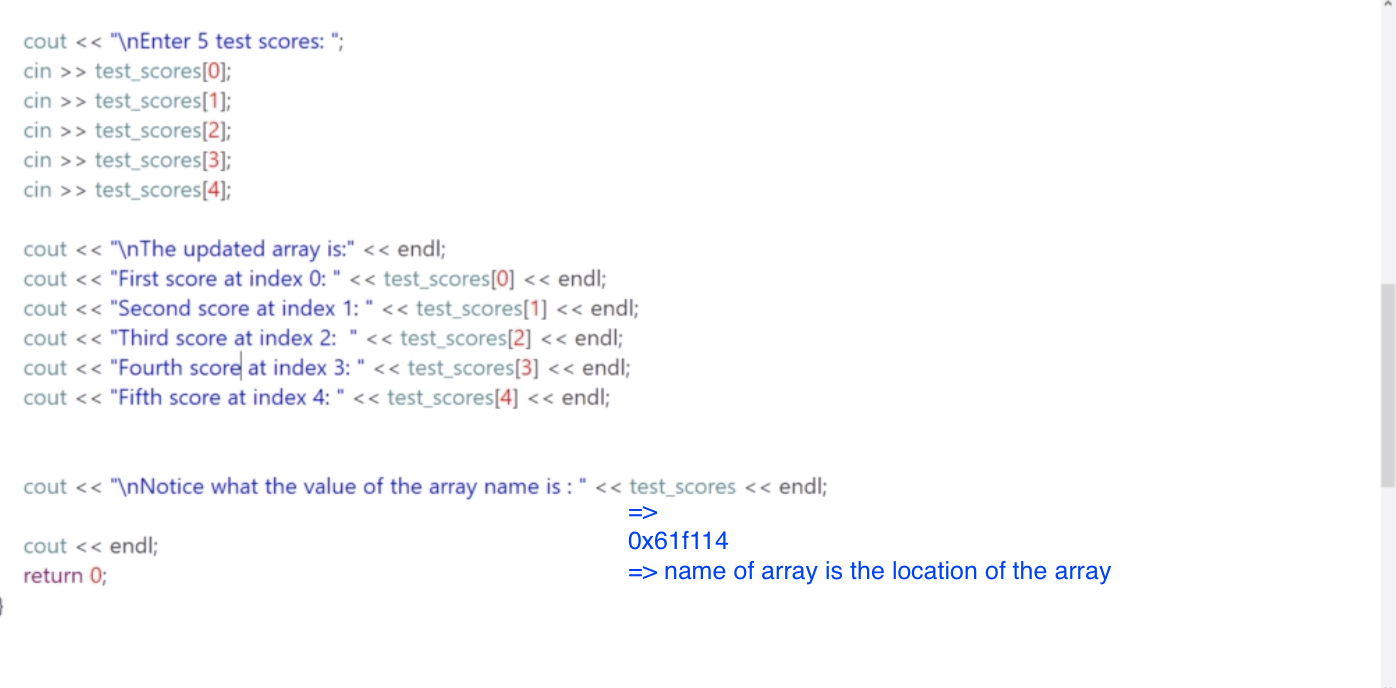 cout << "\nEnter 5 test scores: ";
cin >> test_scores[0];
cin >> test_scores[1];
cin >> test_scores[2];
cin >> test_scores[3];
cin >> test_scores[4];
cout << "\nThe updated array is:" << endl;
cout << "First score at index 0: " << test_scores[0] << endl;
cout << "Second score at index 1: " << test_scores[1] << endl;
cout << "Third score at index 2:  " << test_scores[2] << endl;
cout << "Fourth score at index 3: " << test_scores[3] << endl;
cout << "Fifth score at index 4: " << test_scores[4] << endl;
cout << "\nNotice what the value of the array name is : " << test_scores << endl;
=>
0x61f114
cout << endl;
=> name of array is the location of the array
return 0;
}